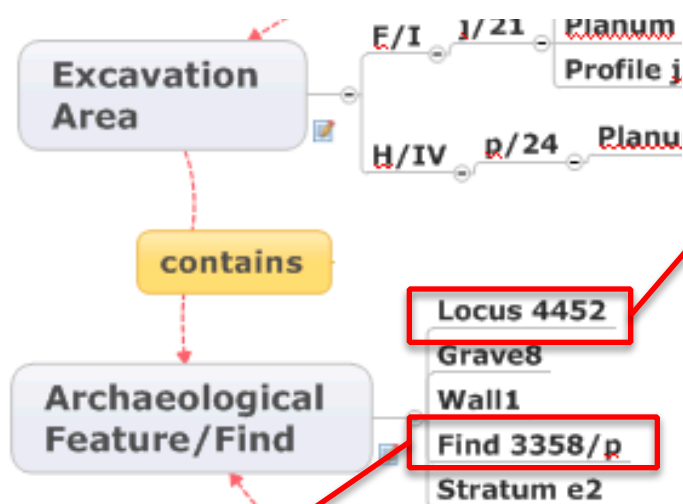 F/I
j/21
Planum
Profile j
Excavation
Area
H/IV
p/24
Planu
contains
Locus 4452
Grave8
Archaeological
Feature/Find
Wall1
Find 3358/p
Stratum e2